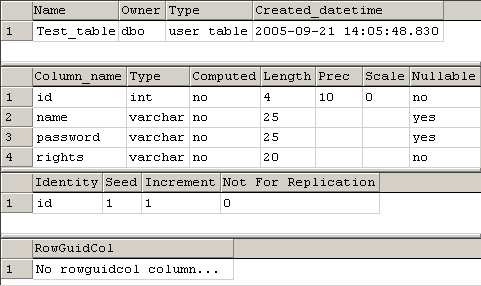 Name Owner Type Created_datetime
1 Test_table dbo user table 2005-09-21 14:05:48.830
Column_name Type Computed Length Prec Scale Nullable
1 id int no 4 10 0 no
2 name varchar no 25 yes
3 password varchar no 25 yes
4 rights varchar no 20 no
Identity Seed Increment Not For Replication
1 id 1 1 0
RowGuidCol
1 No rowguidcol column...